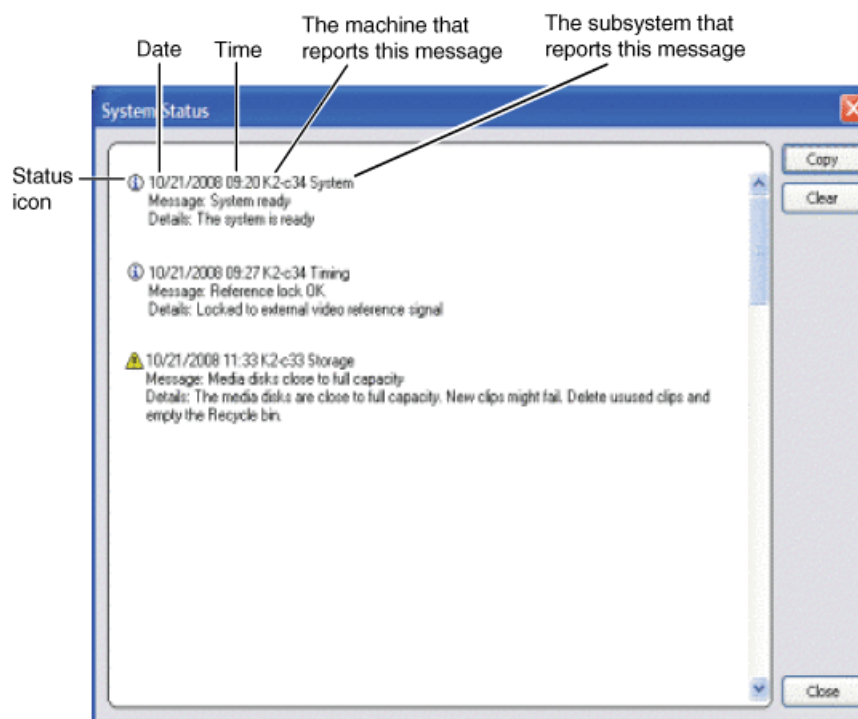 Date
Time
The machine that
reports this message
The subsystem that
reports this message
System Status
Status
icon
10/21/2008 09:20 K2-c34 System
Message: System ready
Details: The system is ready
10/21/2008 09:27 K2-c34 Timing
Message: Reference lock OK
Details: Locked to external video reference signal
10/21/2008 11:33 K2-c33 Storage
Message: Media disks close to full capacity
Details: The media disks are close to full capacity. New clips might fail. Delete usused clips and
empty the Recycle bin.
Copy
Clear
Close